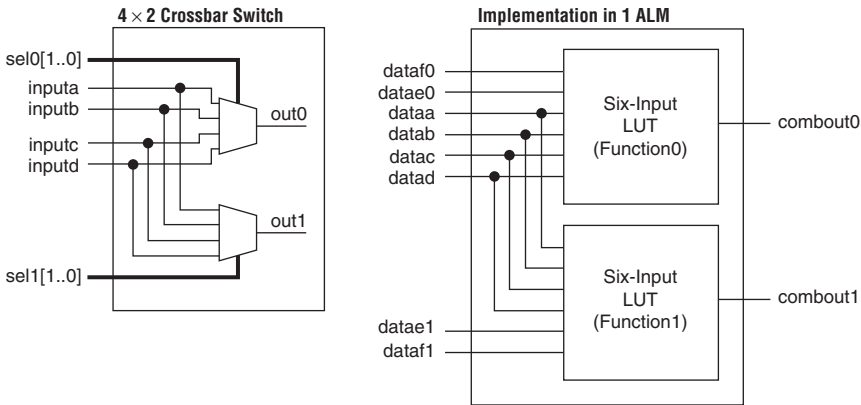 4 × 2 Crossbar Switch
sel0[1..0]
inputa
inputb
inputc
inputd
out0
out1
sel1[1..0]
Implementation in 1 ALM
dataf0
datae0
dataa
datab
datac
datad
Six-Input
LUT
(Function0)
combout0
Six-Input
LUT
(Function1)
combout1
datae1
dataf1